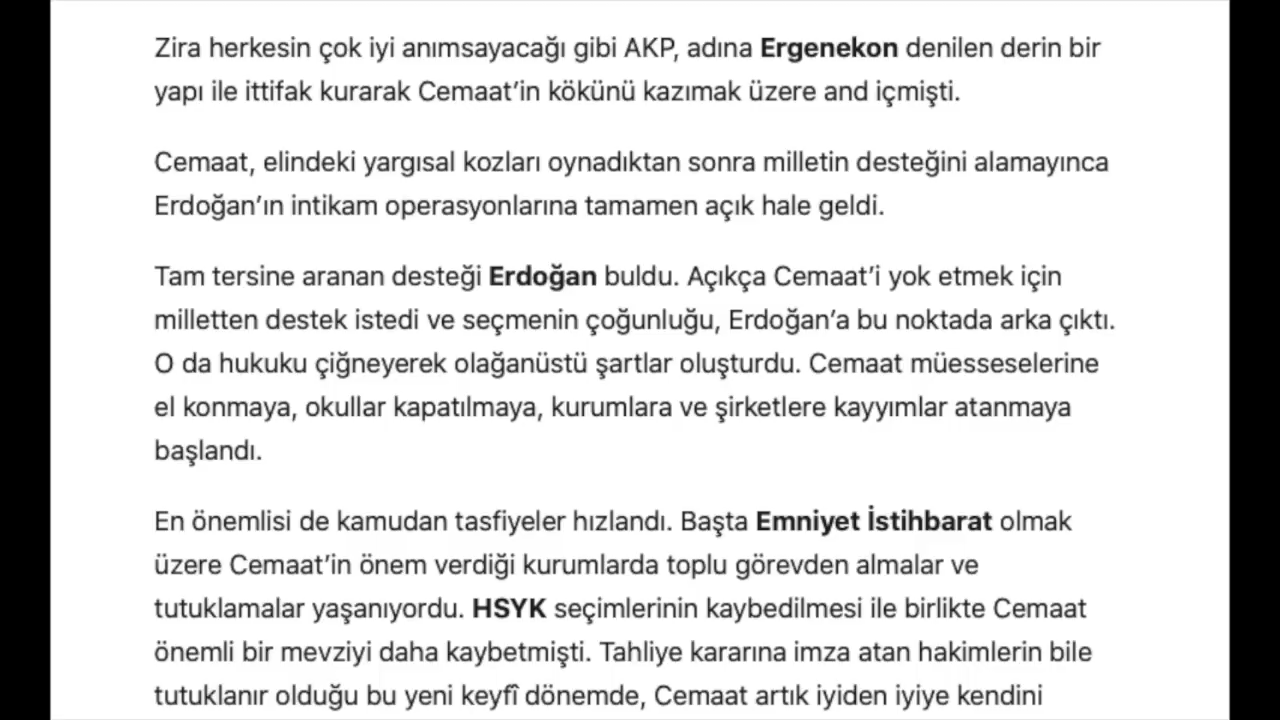 Zira herkesin çok iyi anımsayacağı gibi AKP, adına Ergenekon denilen derin bir
yapı ile ittifak kurarak Cemaat’in kökünü kazımak üzere and içmişti.
Cemaat, elindeki yargısal kozları oynadıktan sonra milletin desteğini alamayınca
Erdoğan’ın intikam operasyonlarına tamamen açık hale geldi.
Tam tersine aranan desteği Erdoğan buldu. Açıkça Cemaat’i yok etmek için
milletten destek istedi ve seçmenin çoğunluğu, Erdoğan’a bu noktada arka çıktı.
O da hukuku çiğneyerek olağanüstü şartlar oluşturdu. Cemaat müesseselerine
el konmaya, okullar kapatılmaya, kurumlara ve şirketlere kayyımlar atanmaya
başlandı.
En önemlisi de kamudan tasfiyeler hızlandı. Başta Emniyet İstihbarat olmak
üzere Cemaat’in önem verdiği kurumlarda toplu görevden almalar ve
tutuklamalar yaşanıyordu. HSYK seçimlerinin kaybedilmesi ile birlikte Cemaat
önemli bir mevziyi daha kaybetmişti. Tahliye kararına imza atan hakimlerin bile
tutuklanır olduğu bu yeni keyfî dönemde, Cemaat artık iyiden iyiye kendini